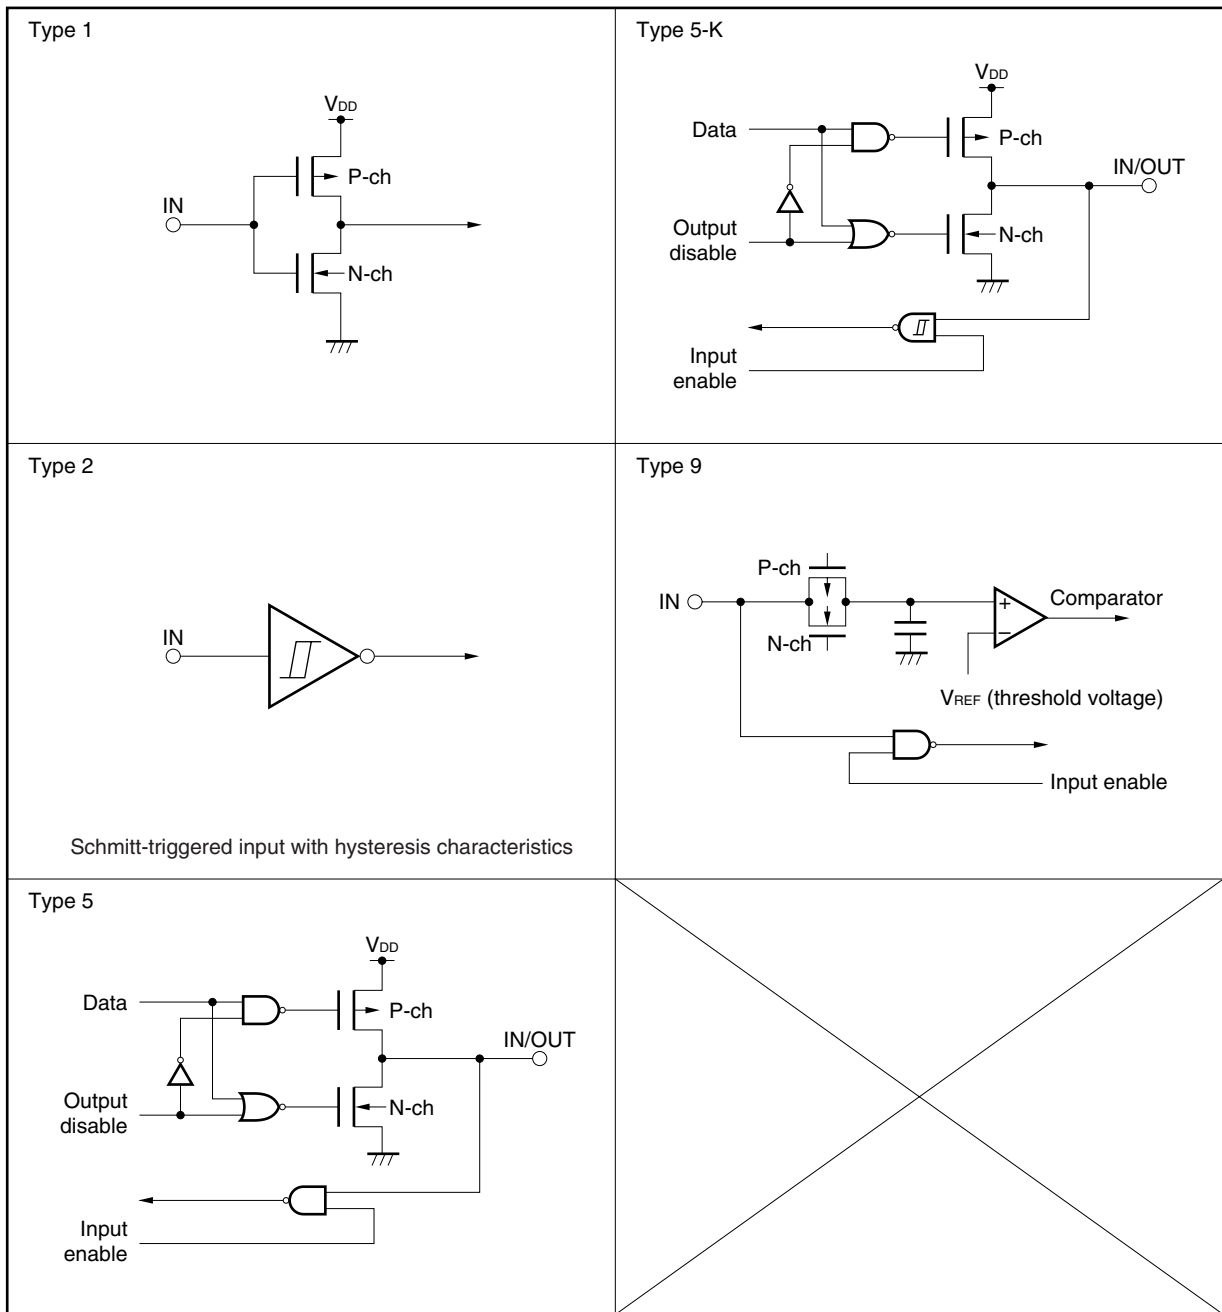 Type 1
VDD
P-ch
IN
N-ch
Type 5-K
VDD
Data
P-ch
IN/OUT
Output
disable
N-ch
Input
enable
Type 2
IN
Schmitt-triggered input with hysteresis characteristics
Type 9
P-ch
IN
+
Comparator
−
N-ch
VREF (threshold voltage)
Input enable
Type 5
VDD
Data
P-ch
IN/OUT
Output
disable
N-ch
Input
enable